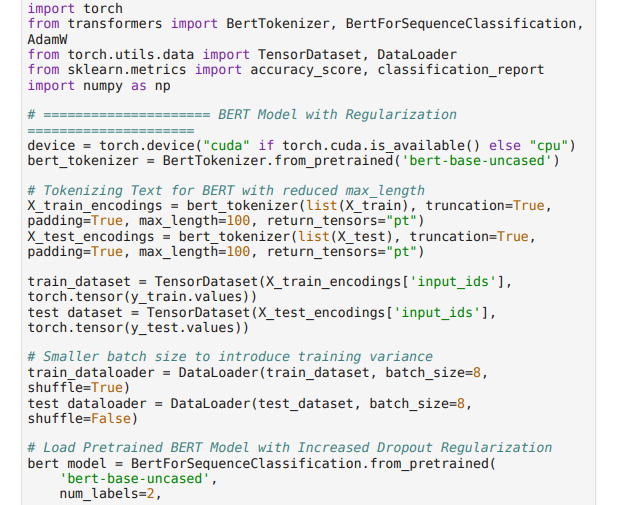 import torch
from transformers import BertTokenizer, BertForSequenceClassification,
AdamW
from torch.utils.data import TensorDataset, DataLoader
from sklearn.metrics import accuracy_score, classification_report
import numpy as np

# ===================== BERT Model with Regularization
=====================
device = torch.device("cuda" if torch.cuda.is_available() else "cpu")
bert_tokenizer = BertTokenizer.from_pretrained('bert-base-uncased')

# Tokenizing Text for BERT with reduced max_length
X_train_encodings = bert_tokenizer(list(X_train), truncation=True,
padding=True, max_length=100, return_tensors="pt")
X_test_encodings = bert_tokenizer(list(X_test), truncation=True,
padding=True, max_length=100, return_tensors="pt")

train_dataset = TensorDataset(X_train_encodings['input_ids'],
torch.tensor(y_train.values))
test dataset = TensorDataset(X_test_encodings['input_ids'],
torch.tensor(y_test.values))

# Smaller batch size to introduce training variance
train_dataloader = DataLoader(train_dataset, batch_size=8,
shuffle=True)
test dataloader = DataLoader(test_dataset, batch_size=8,
shuffle=False)

# Load Pretrained BERT Model with Increased Dropout Regularization
bert model = BertForSequenceClassification.from_pretrained(
    'bert-base-uncased',
    num_labels=2,